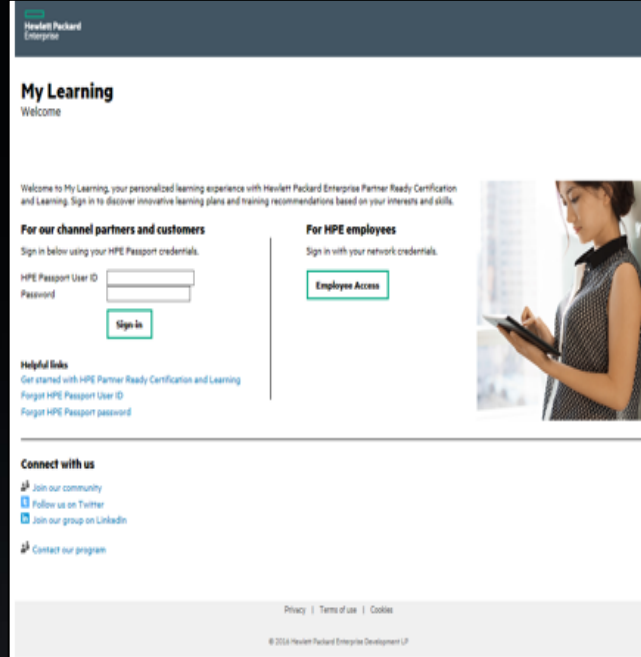 Hewlett Packard
Enterprise
My Learning
Welcome
Welcome to My Learning, your personalized learning experience with Hewlett Packard Enterprise Partner Ready Certification
and Learning. Sign in to discover innovative learning plans and training recommendations based on your interests and skills.
For our channel partners and customers
Sign in below using your HPE Passport credentials.
HPE Passport User ID
Password
Sign-in
Helpful links
Get started with HPE Partner Ready Certification and Learning
Forgot HPE Passport User ID
Forgot HPE Passport password
For HPE employees
Sign in with your network credentials.
Employee Access
Connect with us
Join our community
Follow us on Twitter
Join our group on LinkedIn
Contact our program
Privacy | Terms of use | Cookies
© 2016 Hewlett Packard Enterprise Development LP